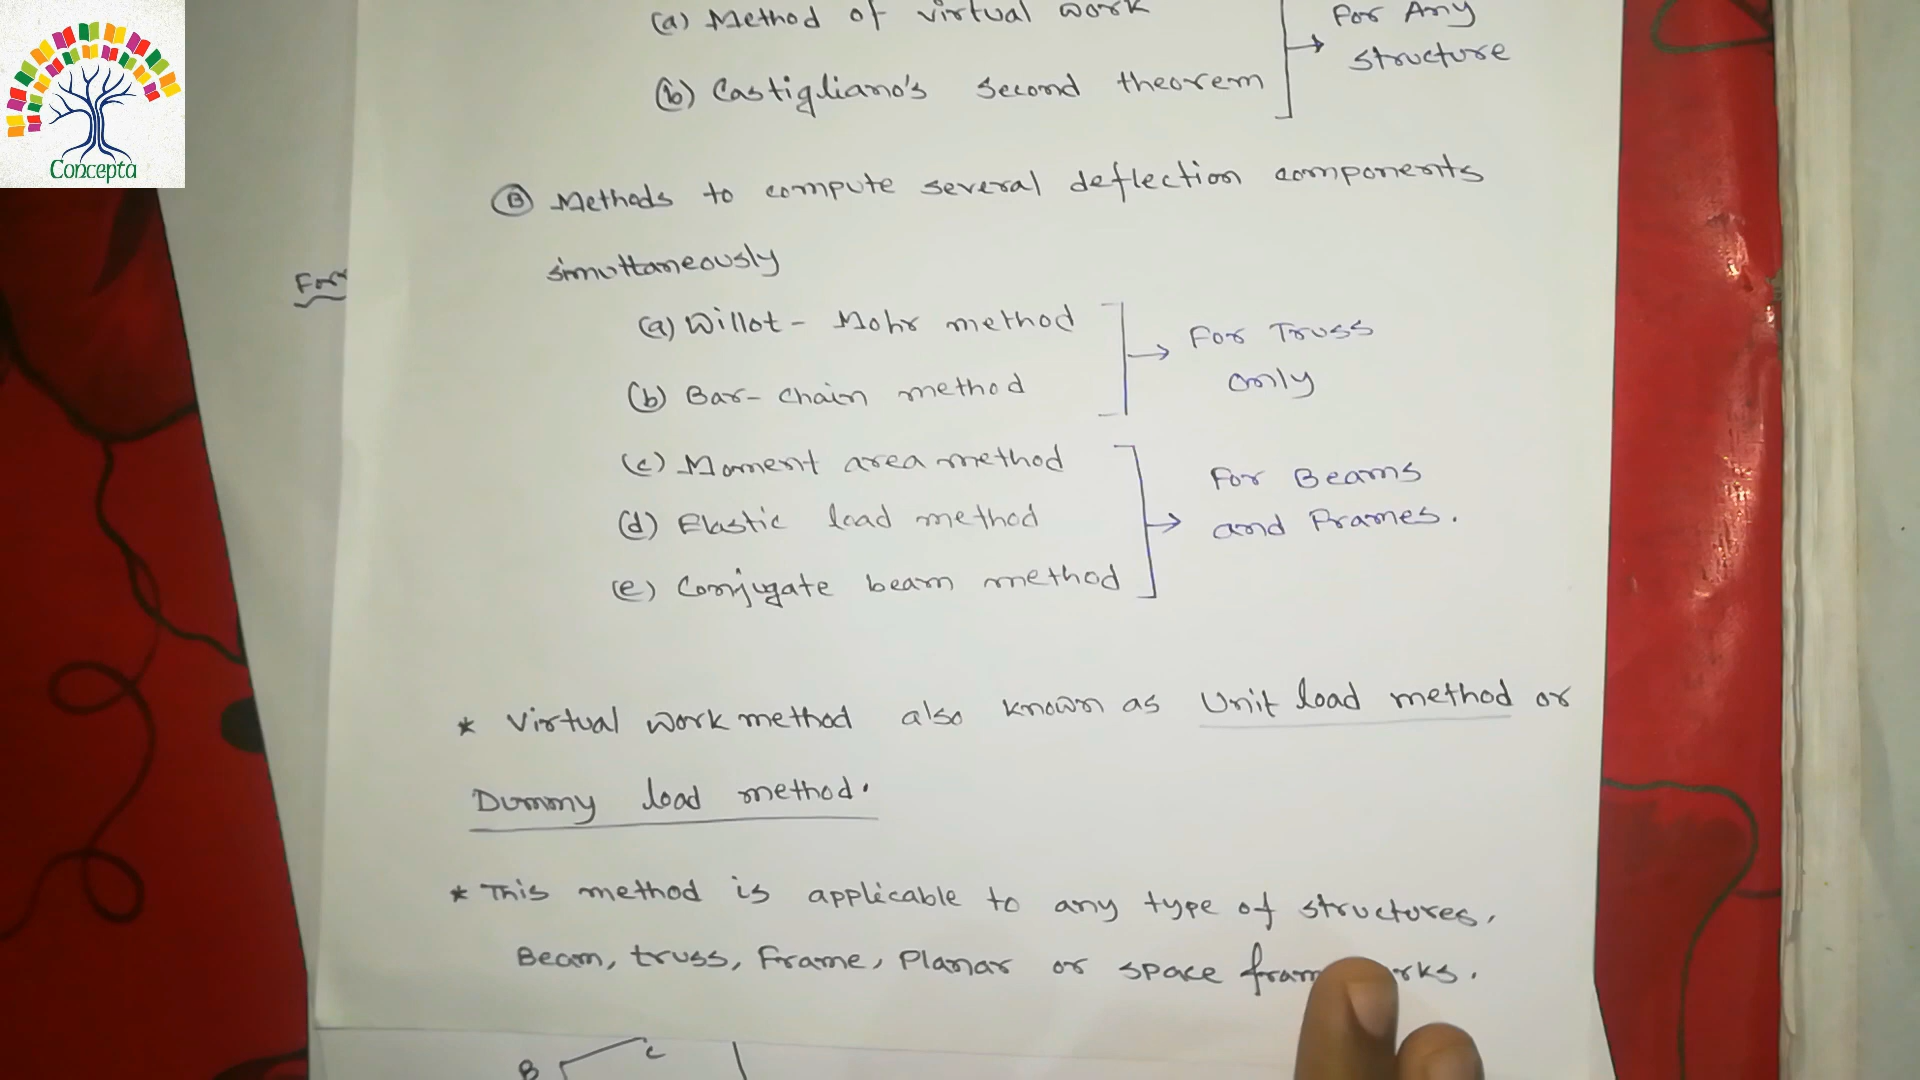 Concepta
(a) Method of virtual work
(b) Castigliano's second theorem
For Any
structure
(B) Methods to compute several deflection components
simultaneously
For
(a) Willot - Mohr method
(b) Bar-chain method
For Truss
only
(c) Moment area method
(d) Elastic load method
(e) Conjugate beam method
For Beams
and Frames.
* Virtual work method also known as Unit load method or
Dummy load method.
* This method is applicable to any type of structures,
Beam, truss, Frame, Planar or space
B
C